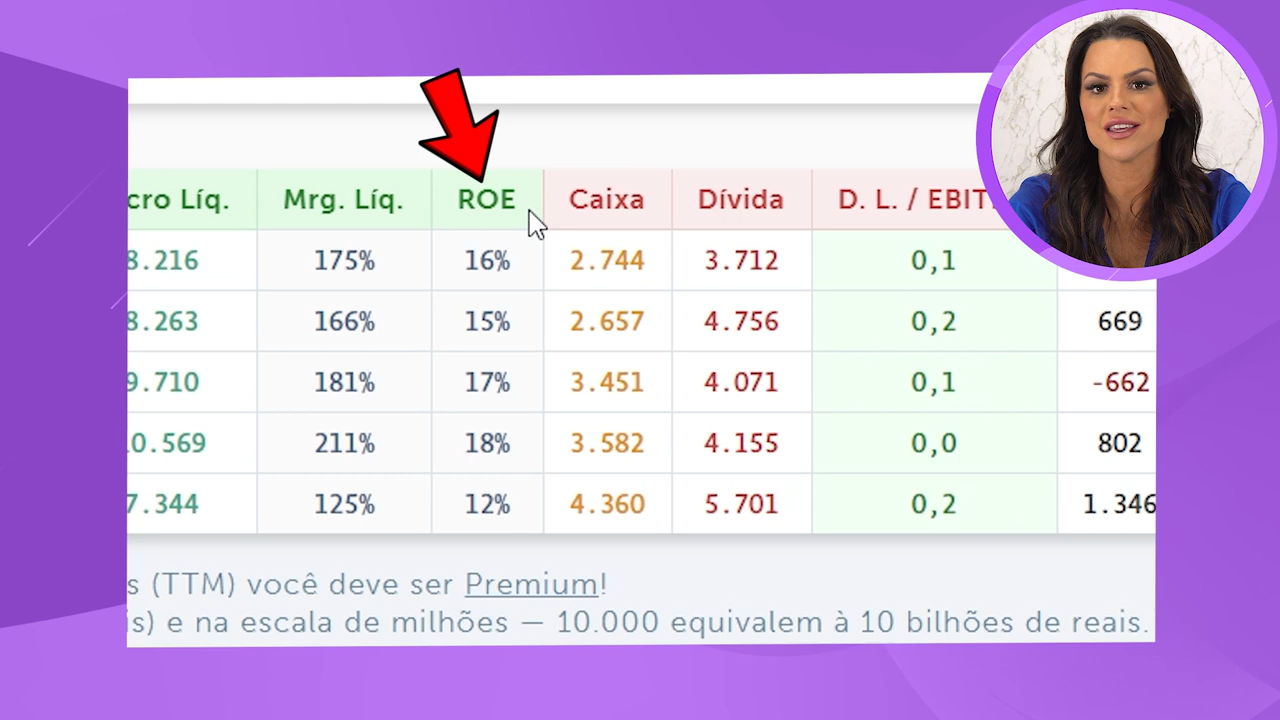 cro Líq. Mrg. Líq. ROE Caixa Dívida D. L. / EBIT
8.216 175% 16% 2.744 3.712 0,1
8.263 166% 15% 2.657 4.756 0,2 669
9.710 181% 17% 3.451 4.071 0,1 -662
0.569 211% 18% 3.582 4.155 0,0 802
7.344 125% 12% 4.360 5.701 0,2 1.346
s (TTM) você deve ser Premium!
is) e na escala de milhões — 10.000 equivalem à 10 bilhões de reais.